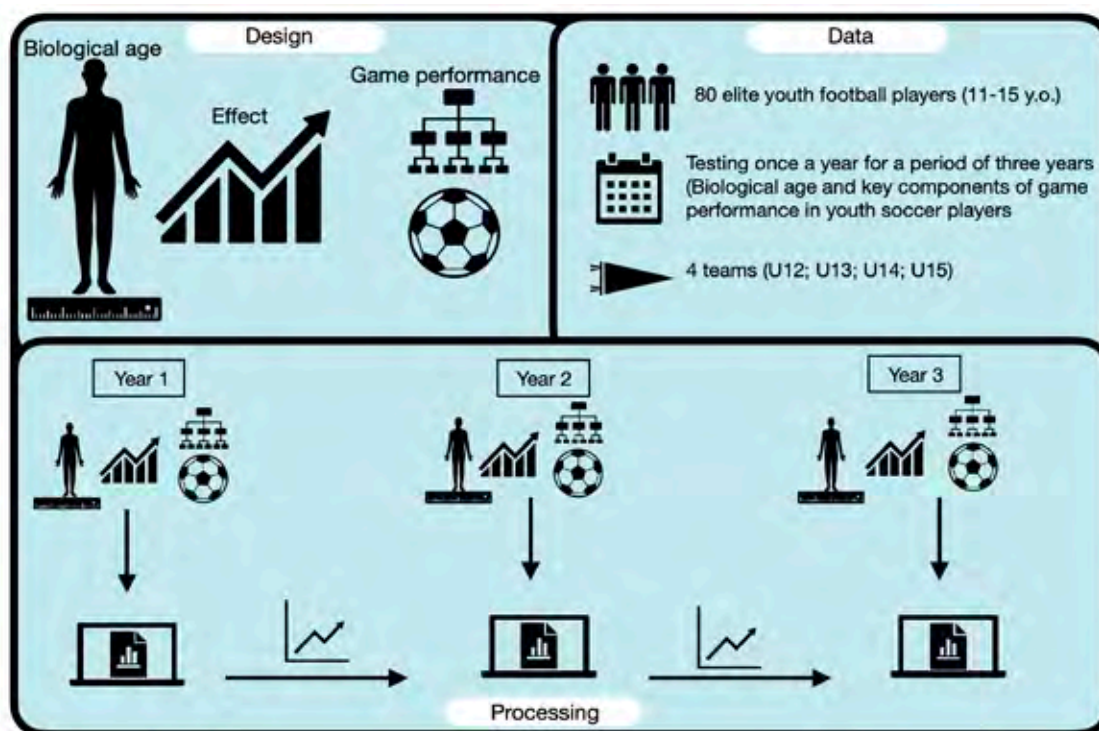 Design
Biological age
Game performance
Effect
Data
80 elite youth football players (11-15 y.o.)
Testing once a year for a period of three years
(Biological age and key components of game
performance in youth soccer players
4 teams (U12; U13; U14; U15)
Year 1
Year 2
Year 3
Processing